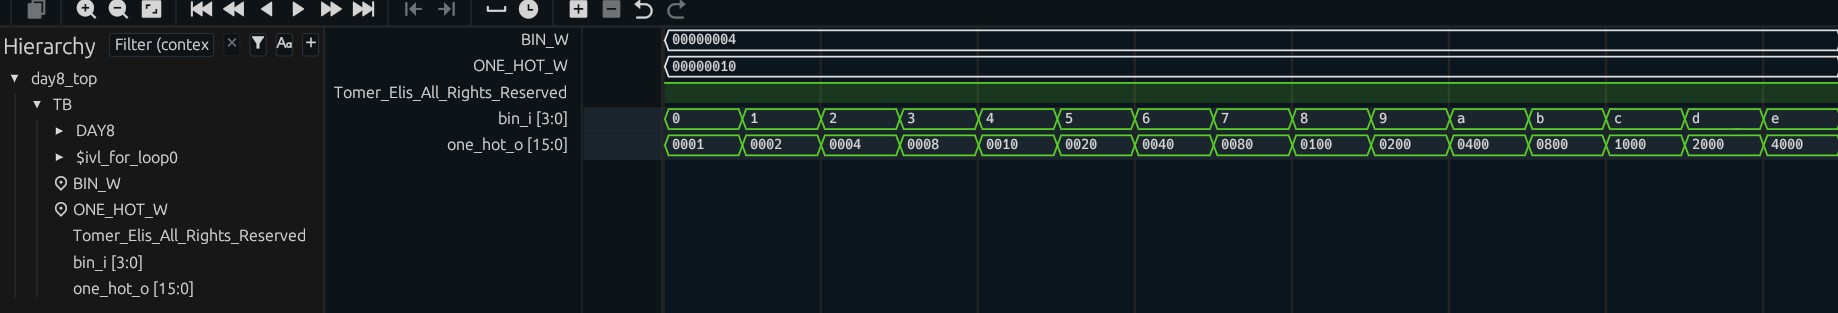 Hierarchy
Filter (contex
Aa
day8_top
TB
DAY8
$ivl_for_loop0
BIN_W
ONE_HOT_W
Tomer_Elis_All_Rights_Reserved
bin_i [3:0]
one_hot_o [15:0]
BIN_W 00000004
ONE_HOT_W 00000010
Tomer_Elis_All_Rights_Reserved
bin_i [3:0] 0 1 2 3 4 5 6 7 8 9 a b c d e
one_hot_o [15:0] 0001 0002 0004 0008 0010 0020 0040 0080 0100 0200 0400 0800 1000 2000 4000